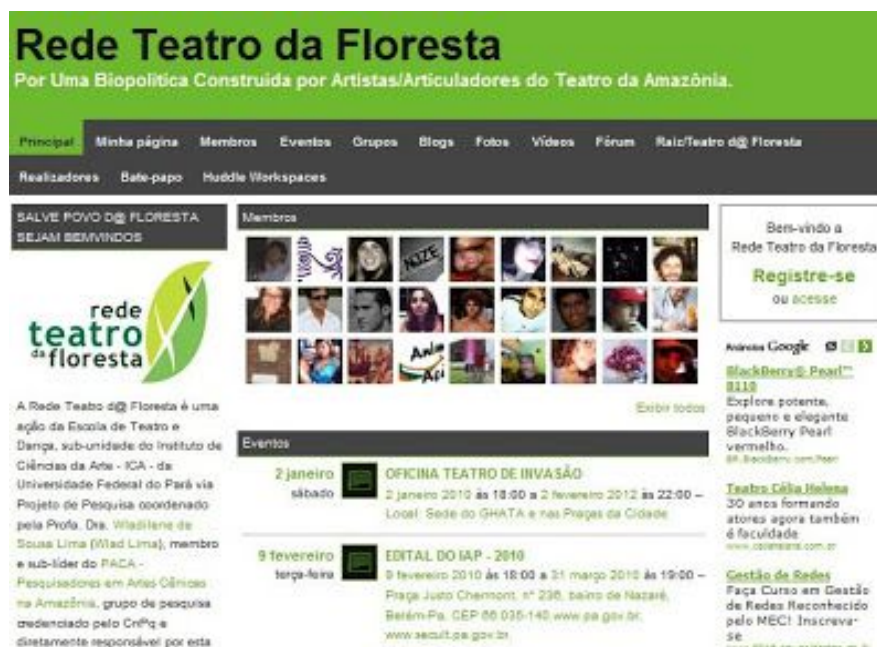 Rede Teatro da Floresta
Por Uma Biopolitica Construida por Artistas/Articuladores do Teatro da Amazônia.
Principal Minha página Membros Eventos Grupos Blogs Fotos Vídeos Fórum Raiz/Teatro d@ Floresta
Realizadores Bate-papo Huddle Workspaces
SALVE POVO D@ FLORESTA
SEJAM BEMVINDOS
rede
teatro
da floresta
A Rede Teatro d@ Floresta é uma
ação da Escola de Teatro e
Dança, sub-unidade do Instituto de
Ciências da Arte - ICA - da
Universidade Federal do Pará via
Projeto de Pesquisa coordenado
pela Profa. Dra. Wladilene de
Sousa Lima (Wlad Lima), membro
e sub-líder do PACA -
Pesquisadores em Artes Cênicas
na Amazônia, grupo de pesquisa
credenciado pelo CnPq e
diretamente responsável por esta
Membros
NIZE
Exibir todos
Eventos
2 janeiro
sábado
OFICINA TEATRO DE INVASÃO
2 janeiro 2010 às 18:00 a 2 fevereiro 2012 às 22:00 –
Local: Sede do GHATA e nas Praças da Cidade
9 fevereiro
terça-feira
EDITAL DO IAP - 2010
9 fevereiro 2010 às 18:00 a 31 março 2010 às 19:00 –
Praça Justo Chermont, nº 236, bairro de Nazaré,
Belém-Pa, CEP 66 035-140 www.pa.gov.br;
www.secult.pa.gov.br
Bem-vindo a
Rede Teatro da Floresta
Registre-se
ou acesse
Anúncios Google
BlackBerry® Pearl™
8110
Explore potente,
pequeno e elegante
BlackBerry Pearl
vermelho.
BR.BlackBerry.com/Pearl
Teatro Célia Helena
30 anos formando
atores agora também
é faculdade
www.celiahelena.com.br
Gestão de Redes
Faça Curso em Gestão
de Redes Reconhecido
pelo MEC! Inscreva-
se